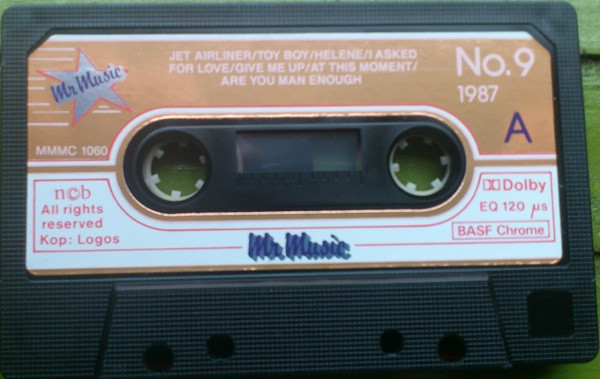 Mr Music
JET AIRLINER/TOY BOY/HELENE/I ASKED
FOR LOVE/GIVE ME UP/AT THIS MOMENT/
ARE YOU MAN ENOUGH
No.9
1987
A
MMMC 1060
n©b
All rights
reserved
Kop: Logos
Dolby
EQ 120 µs
BASF Chrome
Mr. Music